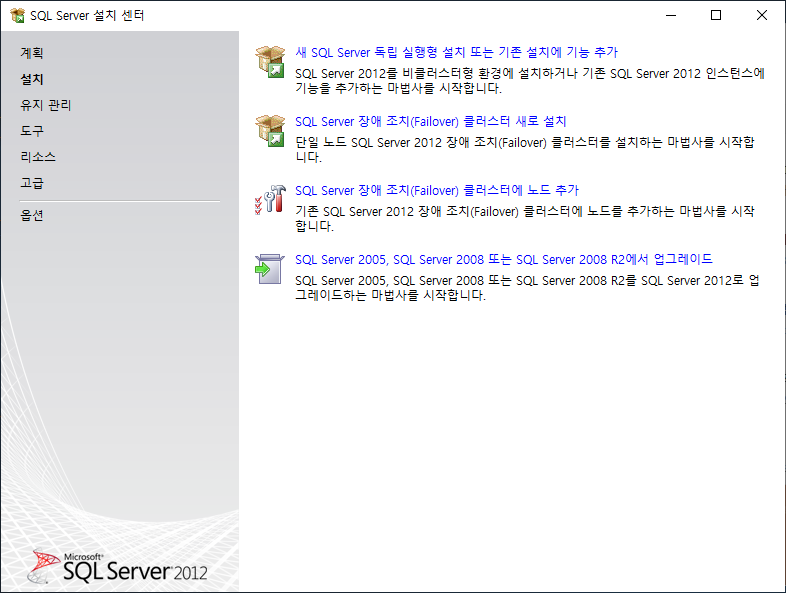 SQL Server 설치 센터
계획
설치
유지 관리
도구
리소스
고급
옵션
새 SQL Server 독립 실행형 설치 또는 기존 설치에 기능 추가
SQL Server 2012를 비클러스터형 환경에 설치하거나 기존 SQL Server 2012 인스턴스에
기능을 추가하는 마법사를 시작합니다.
SQL Server 장애 조치(Failover) 클러스터 새로 설치
단일 노드 SQL Server 2012 장애 조치(Failover) 클러스터를 설치하는 마법사를 시작합
니다.
SQL Server 장애 조치(Failover) 클러스터에 노드 추가
기존 SQL Server 2012 장애 조치(Failover) 클러스터에 노드를 추가하는 마법사를 시작
합니다.
SQL Server 2005, SQL Server 2008 또는 SQL Server 2008 R2에서 업그레이드
SQL Server 2005, SQL Server 2008 또는 SQL Server 2008 R2를 SQL Server 2012로 업
그레이드하는 마법사를 시작합니다.
Microsoft®
SQL Server 2012